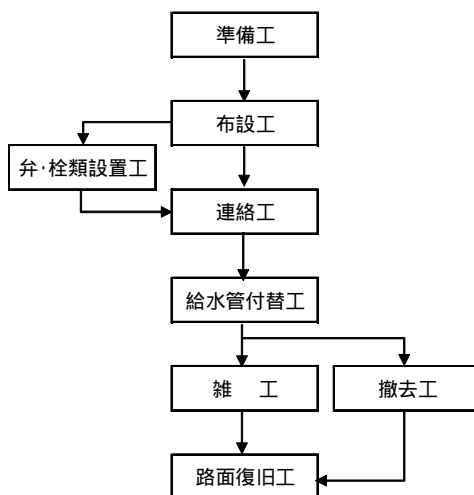 準備工
布設工
弁・栓類設置工
連絡工
給水管付替工
雑　工
撤去工
路面復旧工